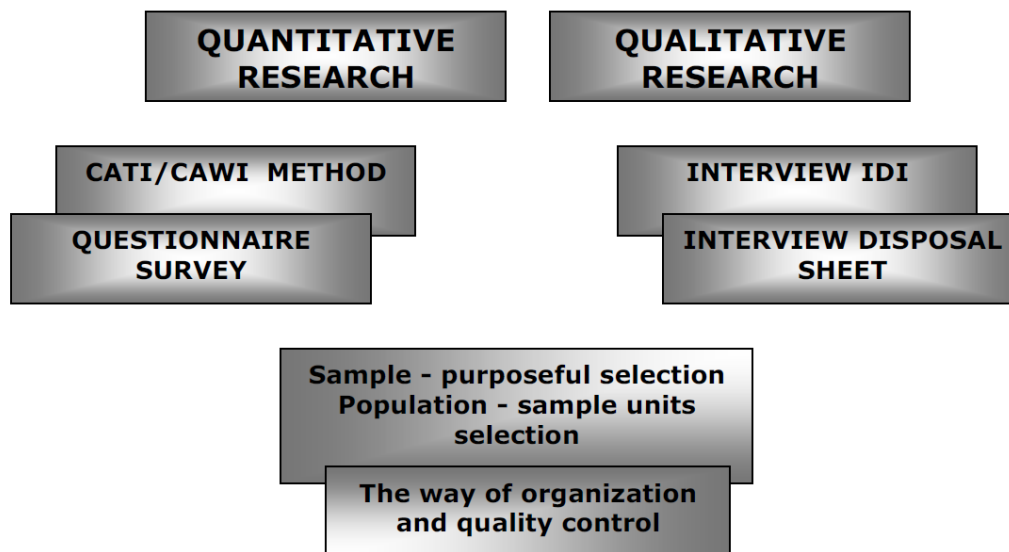 QUANTITATIVE
RESEARCH
QUALITATIVE
RESEARCH
CATI/CAWI METHOD
QUESTIONNAIRE
SURVEY
INTERVIEW IDI
INTERVIEW DISPOSAL
SHEET
Sample - purposeful selection
Population - sample units
selection
The way of organization
and quality control